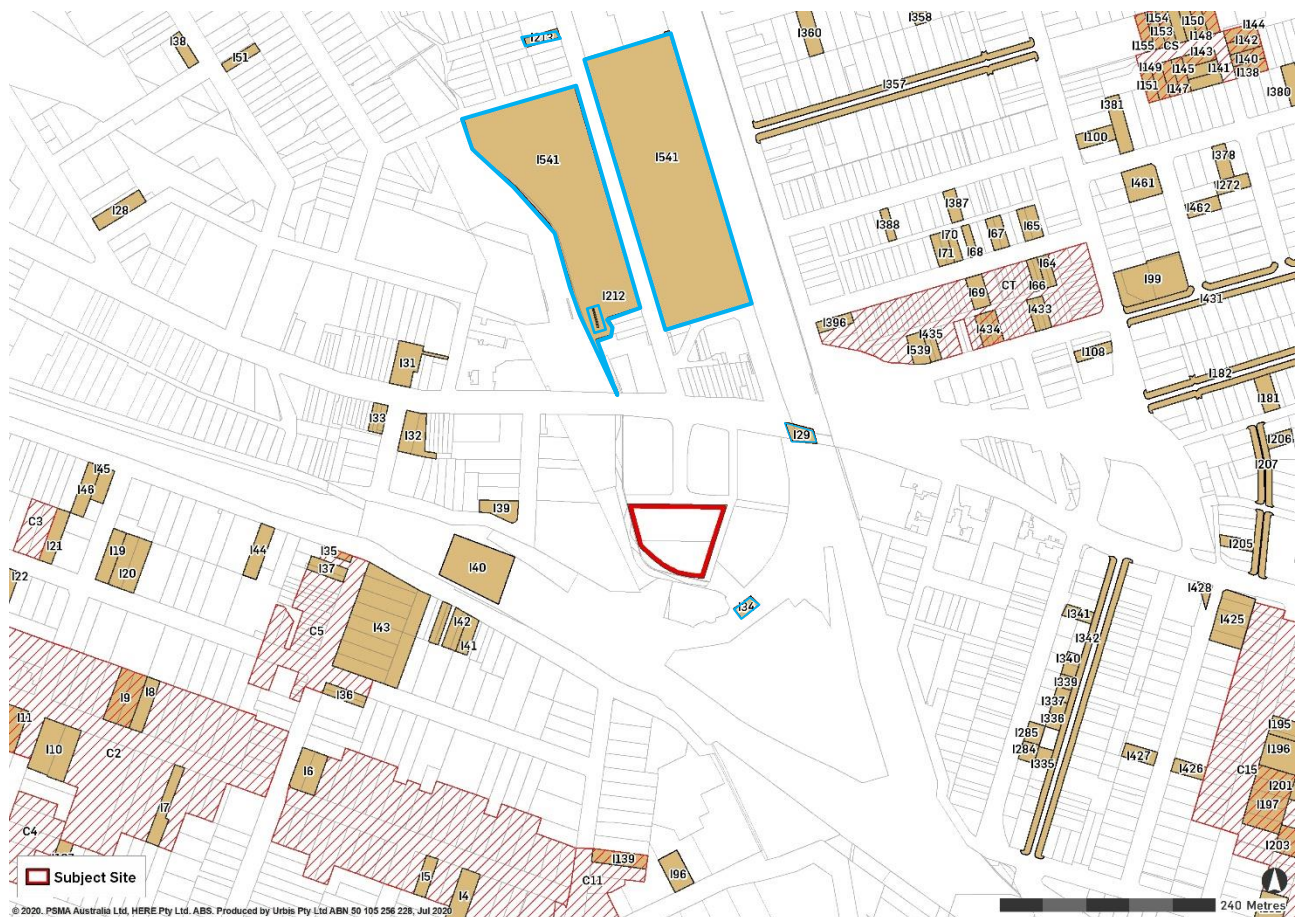 I38
I51
I213
I360
I358
I154
I150
I144
I153
I148
I142
I155
CS
I143
I140
I149
I145
I141
I138
I151
I147
I357
I380
I381
I100
I541
I541
I378
I461
I272
I462
I28
I387
I388
I70
I67
I65
I71
I68
I64
I69
CT
I66
I99
I431
I212
I396
I433
I435
I434
I539
I108
I31
I182
I181
I33
I32
I29
I206
I207
I45
I46
I39
C3
I21
I19
I44
I20
I35
I37
I40
I205
I22
I34
I428
I425
I341
I342
C5
I43
I42
I41
I340
I339
I9
I8
I36
I337
I336
I11
I285
I195
I10
C2
I284
I335
I427
I196
I6
I426
C15
I201
I7
I197
C4
I203
I139
C11
I96
I5
I4
Subject Site
240 Metres
© 2020. PSMA Australia Ltd, HERE Pty Ltd. ABS. Produced by Urbis Pty Ltd ABN 50 105 256 228, Jul 2020